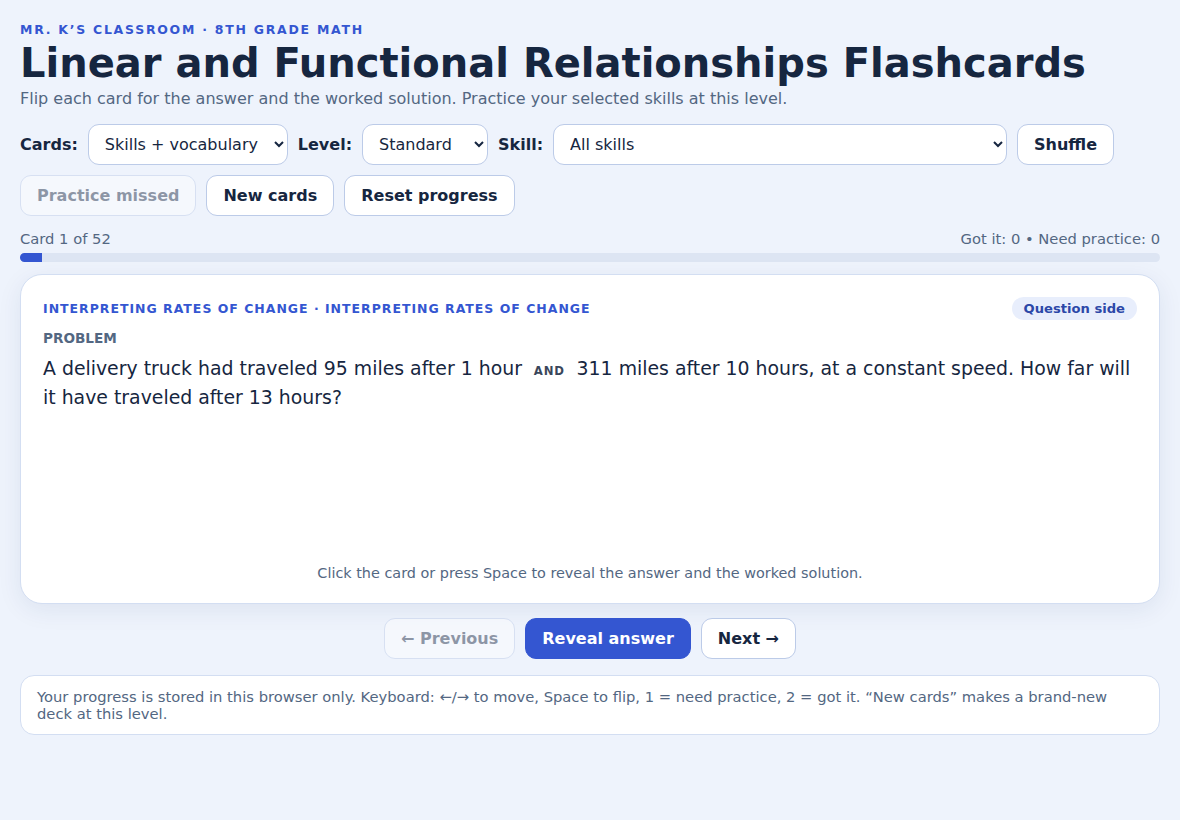 MR. K’S CLASSROOM · 8TH GRADE MATH
Linear and Functional Relationships Flashcards
Flip each card for the answer and the worked solution. Practice your selected skills at this level.
Cards: Skills + vocabulary Level: Standard Skill: All skills Shuffle
Practice missed New cards Reset progress
Card 1 of 52 Got it: 0 • Need practice: 0
INTERPRETING RATES OF CHANGE · INTERPRETING RATES OF CHANGE Question side
PROBLEM
A delivery truck had traveled 95 miles after 1 hour AND 311 miles after 10 hours, at a constant speed. How far will
it have traveled after 13 hours?
Click the card or press Space to reveal the answer and the worked solution.
← Previous Reveal answer Next →
Your progress is stored in this browser only. Keyboard: ←/→ to move, Space to flip, 1 = need practice, 2 = got it. “New cards” makes a brand-new
deck at this level.